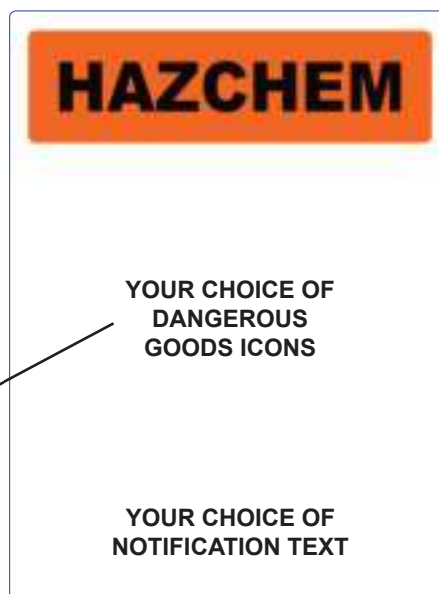 HAZCHEM
YOUR CHOICE OF
DANGEROUS
GOODS ICONS
YOUR CHOICE OF
NOTIFICATION TEXT